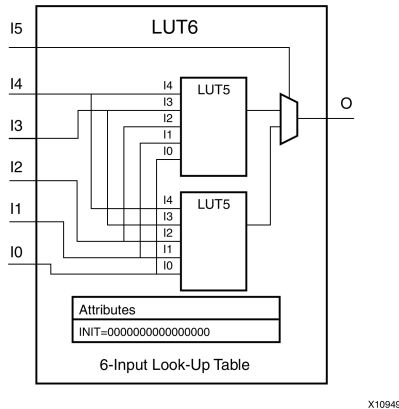 LUT6
I5
I4
I3
I2
I1
I0
I4
I3
I2
I1
I0
LUT5
I4
I3
I2
I1
I0
LUT5
O
Attributes
INIT=0000000000000000
6-Input Look-Up Table
X10949